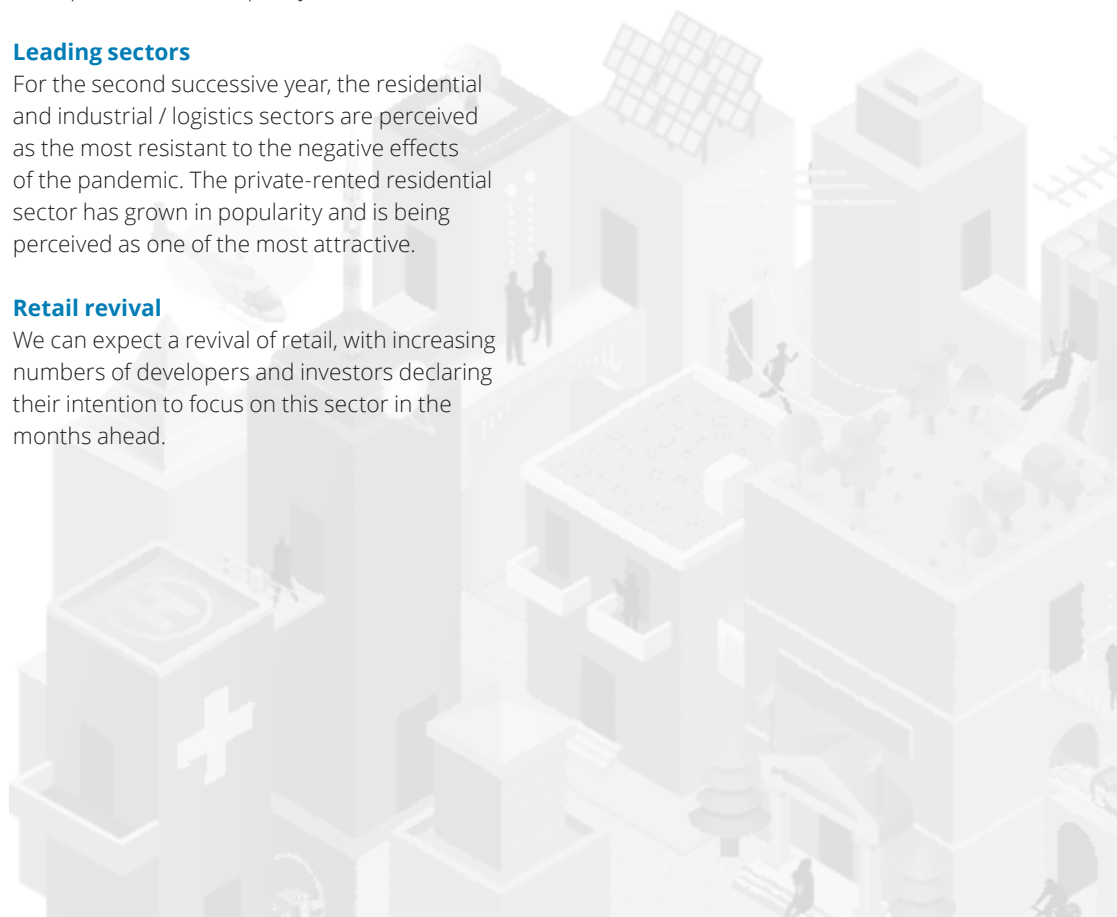 Leading sectors
For the second successive year, the residential
and industrial / logistics sectors are perceived
as the most resistant to the negative effects
of the pandemic. The private-rented residential
sector has grown in popularity and is being
perceived as one of the most attractive.
Retail revival
We can expect a revival of retail, with increasing
numbers of developers and investors declaring
their intention to focus on this sector in the
months ahead.
H